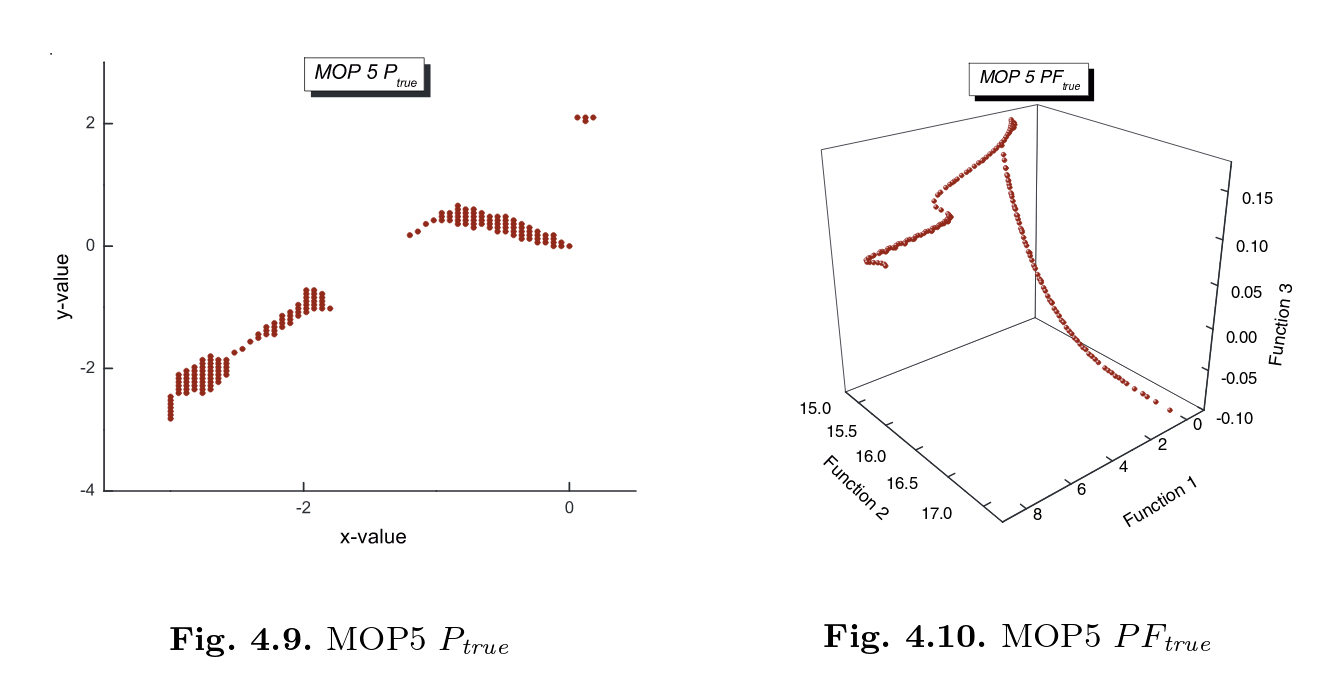 MOP 5 P_true
2
0
-2
-4
-2
0
y-value
x-value
Fig. 4.9. MOP5 P_true
MOP 5 PF_true
0.15
0.10
0.05
0.00
-0.05
-0.10
Function 3
15.0
15.5
16.0
16.5
17.0
Function 2
0
2
4
6
8
Function 1
Fig. 4.10. MOP5 PF_true